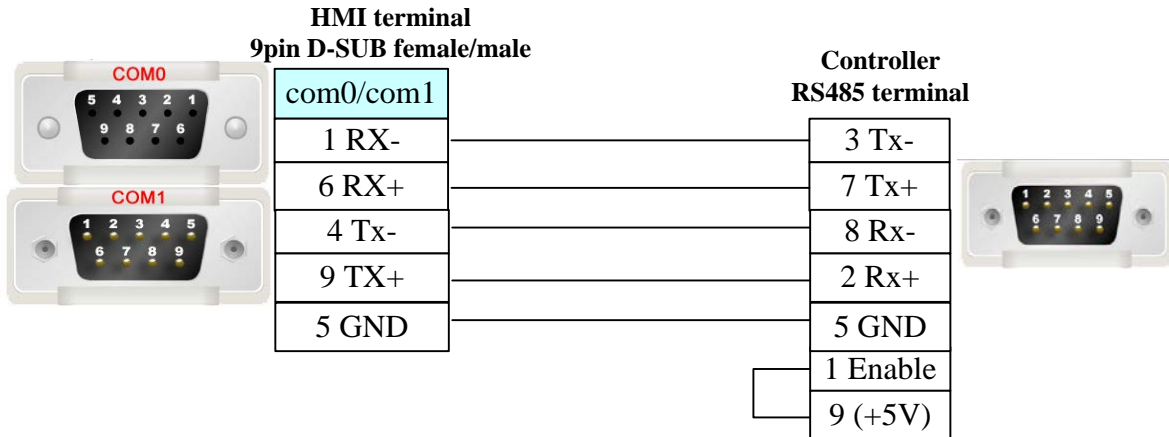 HMI terminal
9pin D-SUB female/male
COM0
5 4 3 2 1
9 8 7 6
COM1
1 2 3 4 5
6 7 8 9
com0/com1
1 RX-
6 RX+
4 Tx-
9 TX+
5 GND
Controller
RS485 terminal
3 Tx-
7 Tx+
8 Rx-
2 Rx+
5 GND
1 Enable
9 (+5V)
1 2 3 4 5
6 7 8 9